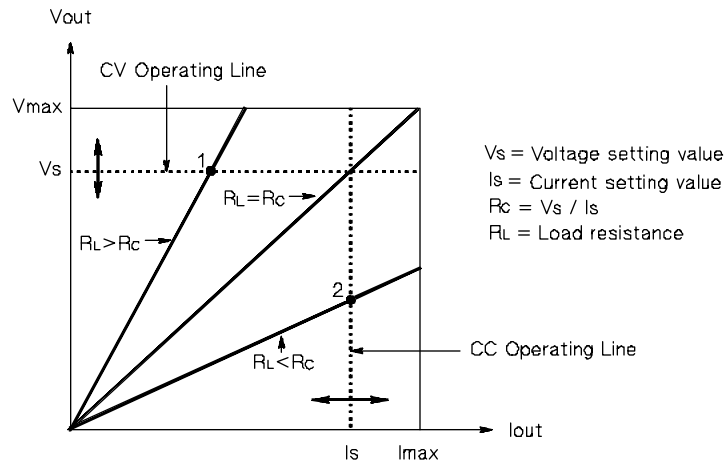 Vout
CV Operating Line
Vmax
Vs
1
RL=RC
RL>RC
2
RL<RC
CC Operating Line
Iout
Is
Imax
Vs = Voltage setting value
Is = Current setting value
Rc = Vs / Is
RL = Load resistance